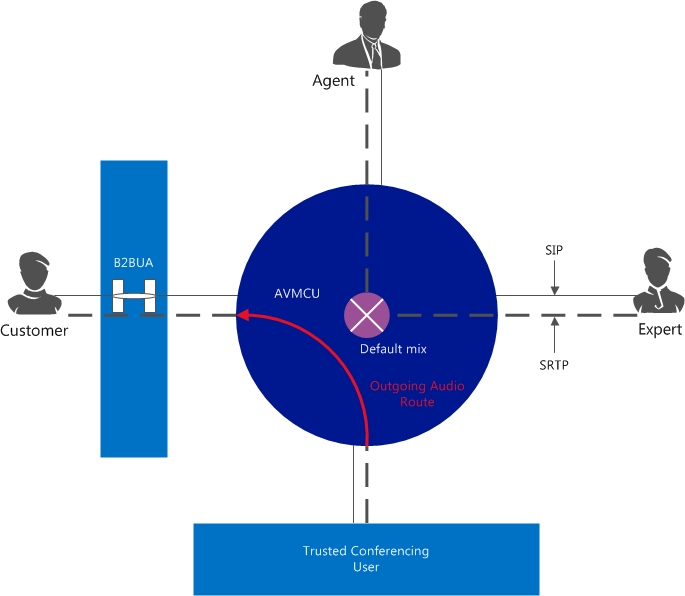 Agent
B2BUA
SIP
AVMCU
Customer
Expert
Default mix
SRTP
Outgoing Audio
Route
Trusted Conferencing
User